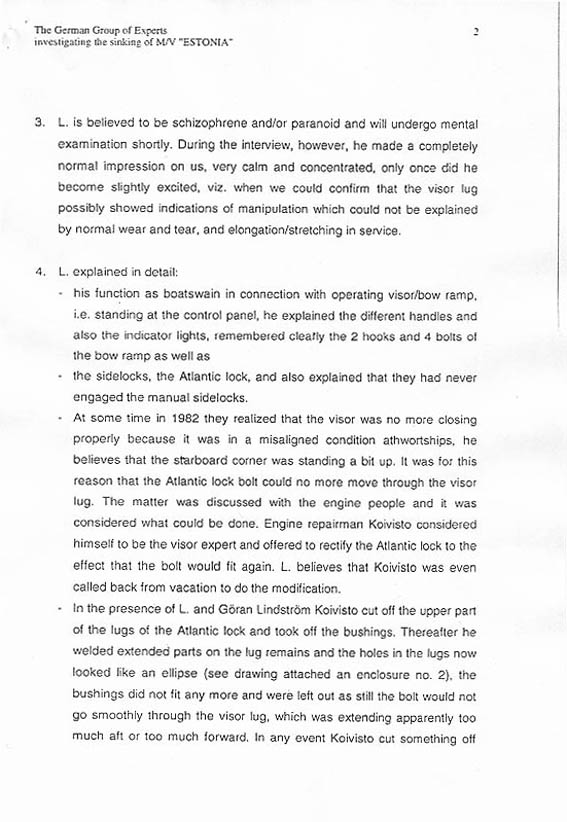 The German Group of Experts
2
investigating the sinking of M/V "ESTONIA"
3. L. is believed to be schizophrene and/or paranoid and will undergo mental
examination shortly. During the interview, however, he made a completely
normal impression on us, very calm and concentrated, only once did he
become slightly excited, viz. when we could confirm that the visor lug
possibly showed indications of manipulation which could not be explained
by normal wear and tear, and elongation/stretching in service.
4. L. explained in detail:
- his function as boatswain in connection with operating visor/bow ramp,
i.e. standing at the control panel, he explained the different handles and
also the indicator lights, remembered clearly the 2 hooks and 4 bolts of
the bow ramp as well as
- the sidelocks, the Atlantic lock, and also explained that they had never
engaged the manual sidelocks.
- At some time in 1982 they realized that the visor was no more closing
properly because it was in a misaligned condition athwortships, he
believes that the starboard corner was standing a bit up. It was for this
reason that the Atlantic lock bolt could no more move through the visor
lug. The matter was discussed with the engine people and it was
considered what could be done. Engine repairman Koivisto considered
himself to be the visor expert and offered to rectify the Atlantic lock to the
effect that the bolt would fit again. L. believes that Koivisto was even
called back from vacation to do the modification.
- In the presence of L. and Göran Lindström Koivisto cut off the upper part
of the lugs of the Atlantic lock and took off the bushings. Thereafter he
welded extended parts on the lug remains and the holes in the lugs now
looked like an ellipse (see drawing attached an enclosure no. 2), the
bushings did not fit any more and were left out as still the bolt would not
go smoothly through the visor lug, which was extending apparently too
much aft or too much forward. In any event Koivisto cut something off